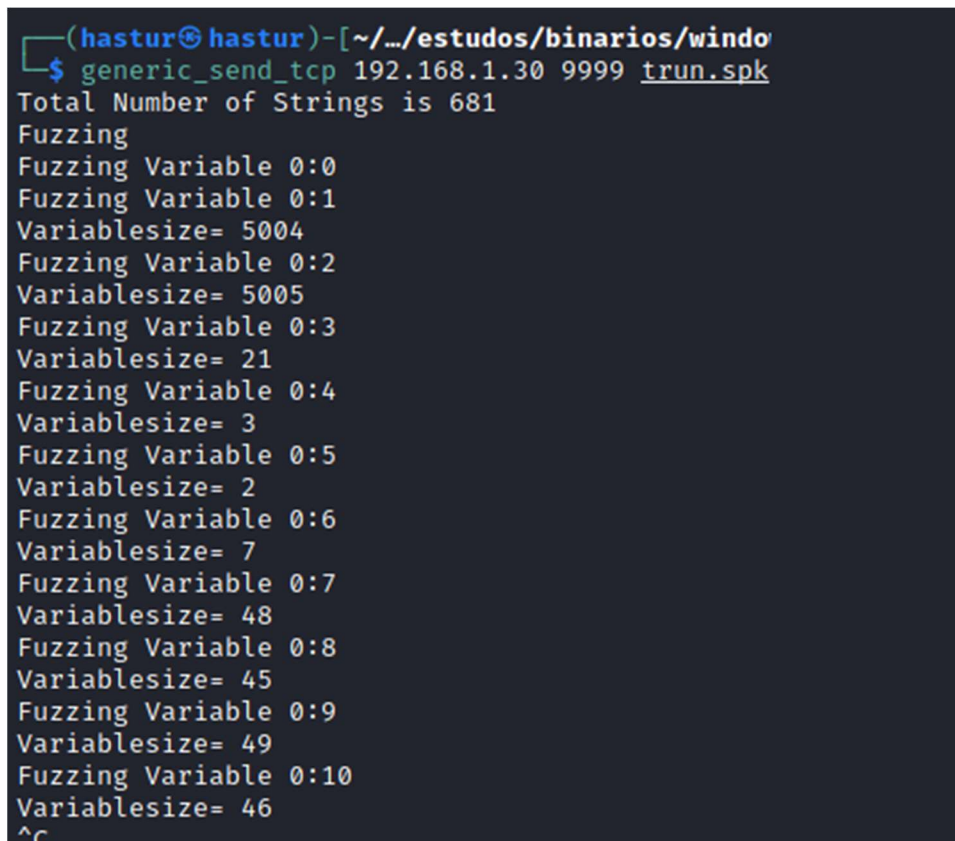 ┌──(hastur㉿hastur)-[~/…/estudos/binarios/windo
└─$ generic_send_tcp 192.168.1.30 9999 trun.spk
Total Number of Strings is 681
Fuzzing
Fuzzing Variable 0:0
Fuzzing Variable 0:1
Variablesize= 5004
Fuzzing Variable 0:2
Variablesize= 5005
Fuzzing Variable 0:3
Variablesize= 21
Fuzzing Variable 0:4
Variablesize= 3
Fuzzing Variable 0:5
Variablesize= 2
Fuzzing Variable 0:6
Variablesize= 7
Fuzzing Variable 0:7
Variablesize= 48
Fuzzing Variable 0:8
Variablesize= 45
Fuzzing Variable 0:9
Variablesize= 49
Fuzzing Variable 0:10
Variablesize= 46
^C